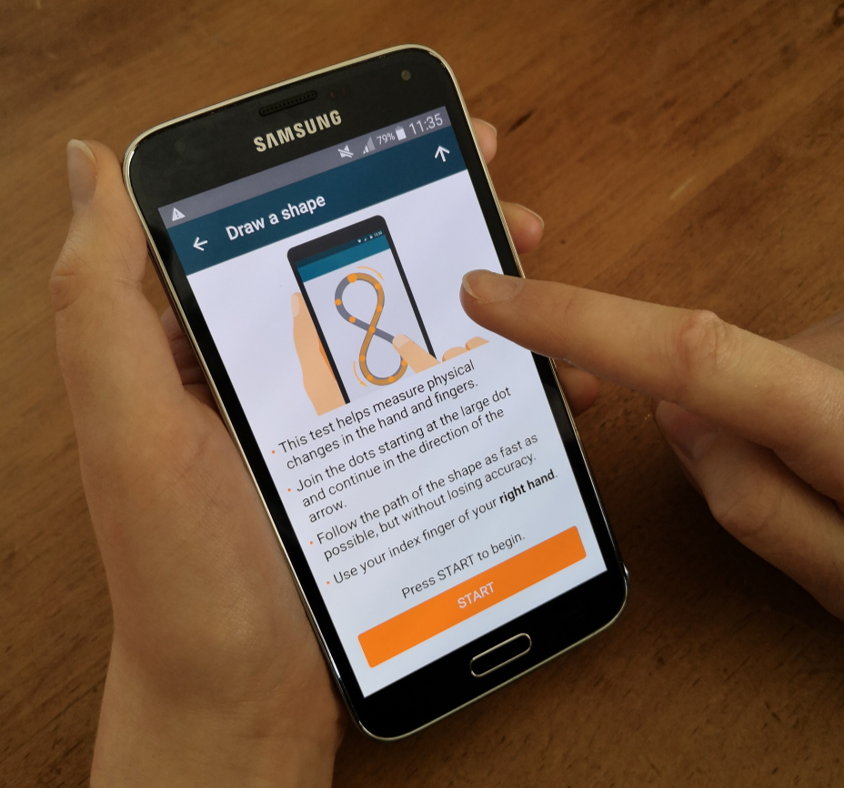 SAMSUNG
79% 11:35
Draw a shape
• This test helps measure physical
changes in the hand and fingers.
• Join the dots starting at the large dot
and continue in the direction of the
arrow.
• Follow the path of the shape as fast as
possible, but without losing accuracy.
• Use your index finger of your right hand.
Press START to begin.
START